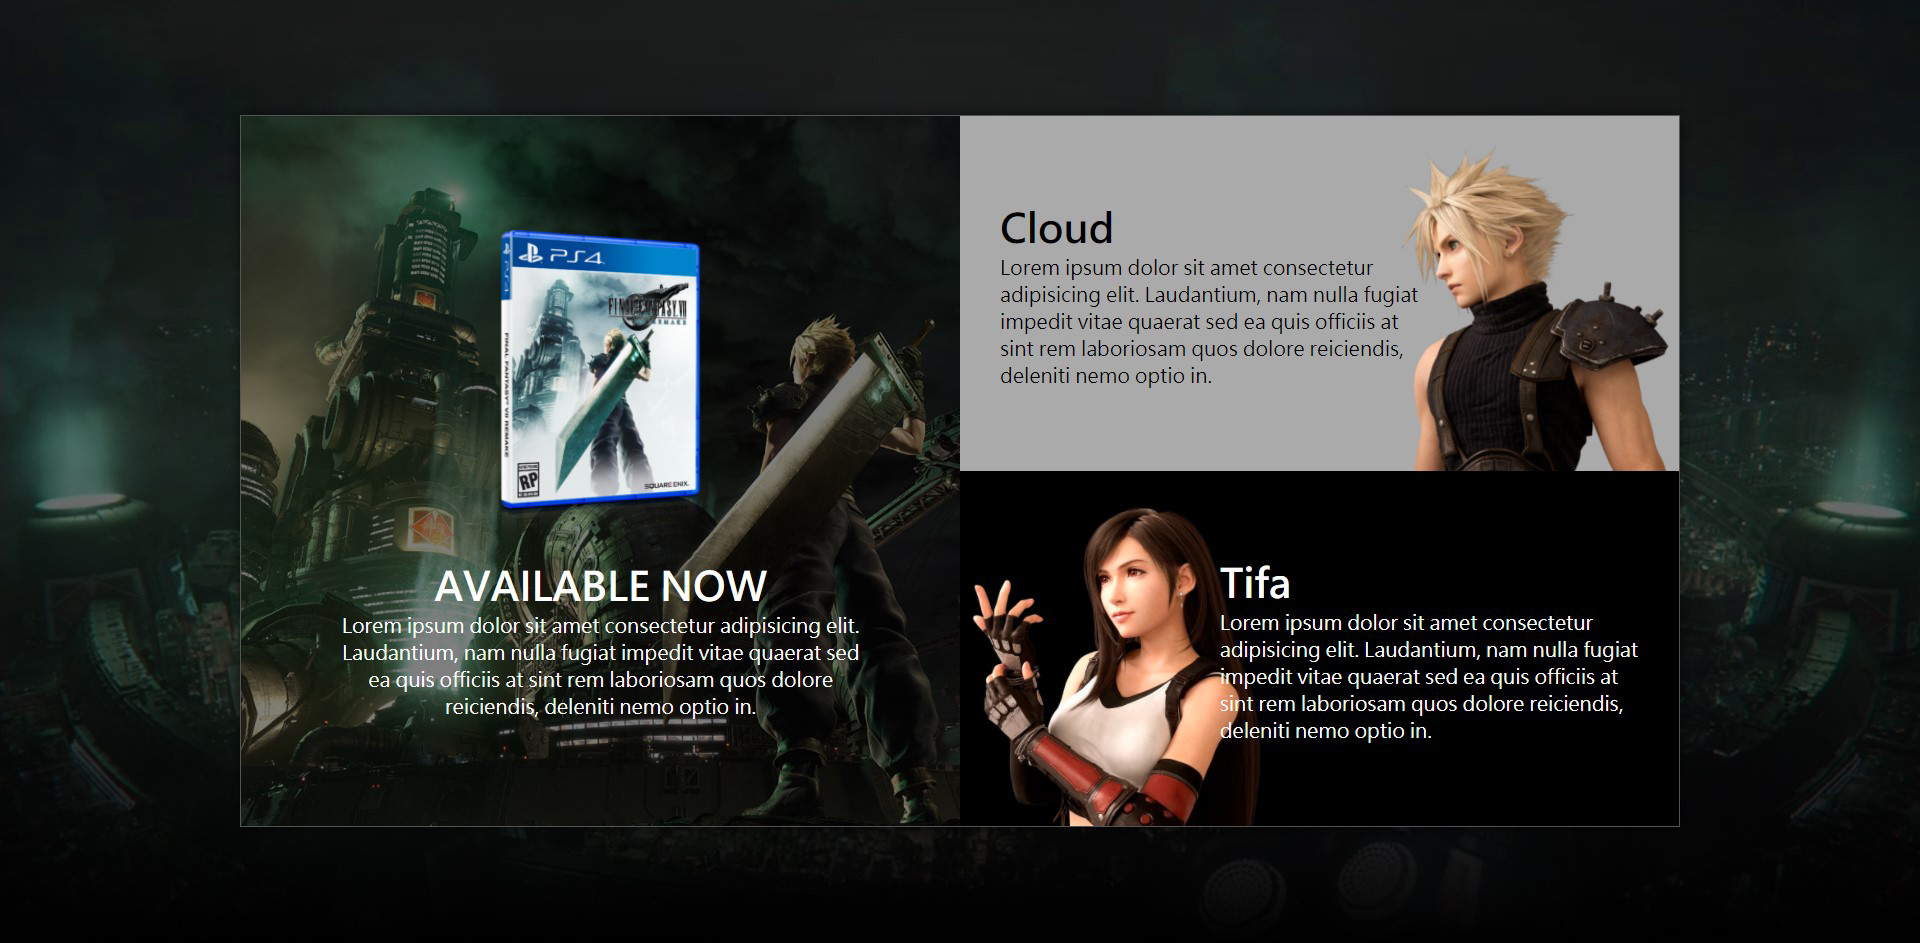 PS4
PS4
FINAL FANTASY VII
REMAKE
FINAL FANTASY VII REMAKE
RP
SQUARE ENIX
AVAILABLE NOW
Lorem ipsum dolor sit amet consectetur adipisicing elit.
Laudantium, nam nulla fugiat impedit vitae quaerat sed
ea quis officiis at sint rem laboriosam quos dolore
reiciendis, deleniti nemo optio in.
Cloud
Lorem ipsum dolor sit amet consectetur
adipisicing elit. Laudantium, nam nulla fugiat
impedit vitae quaerat sed ea quis officiis at
sint rem laboriosam quos dolore reiciendis,
deleniti nemo optio in.
Tifa
Lorem ipsum dolor sit amet consectetur
adipisicing elit. Laudantium, nam nulla fugiat
impedit vitae quaerat sed ea quis officiis at
sint rem laboriosam quos dolore reiciendis,
deleniti nemo optio in.